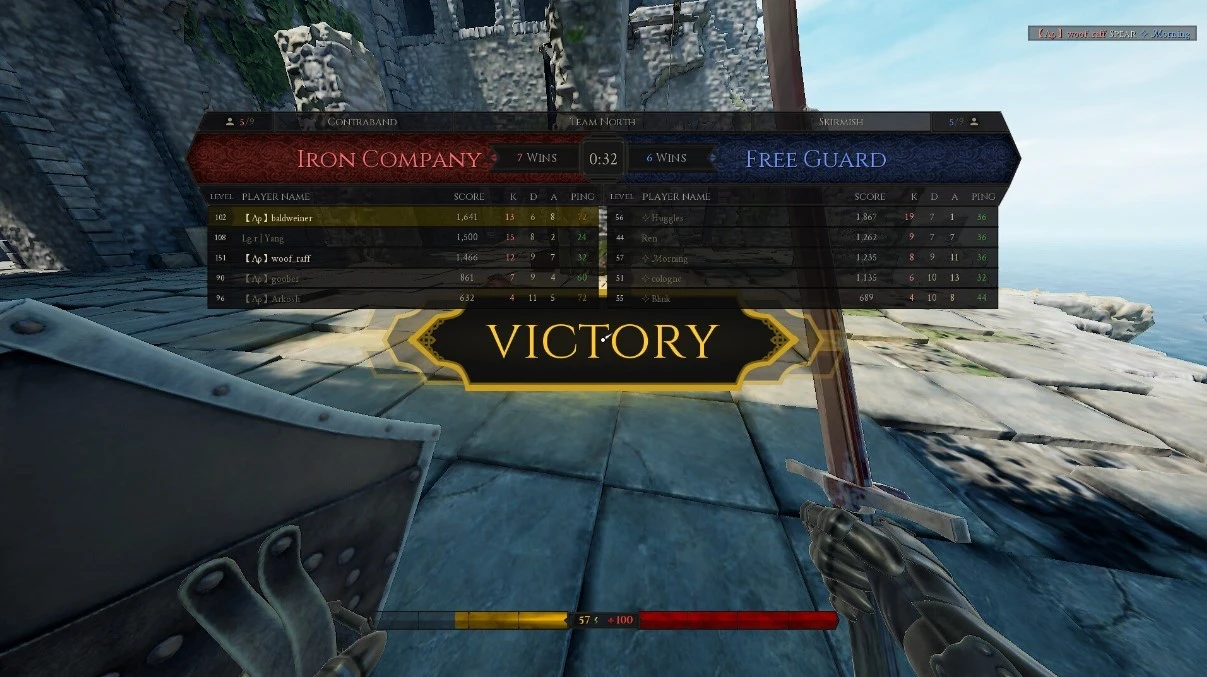 【Ap】 woof_raff SPEAR ⊹ Morning
5/9 CONTRABAND TEAM NORTH SKIRMISH 5/9
IRON COMPANY 7 WINS 0:32 6 WINS FREE GUARD
LEVEL PLAYER NAME SCORE K D A PING LEVEL PLAYER NAME SCORE K D A PING
102 【Ap】 baldweiner 1,641 13 6 8 72 56 ⊹ Huggles 1,867 19 7 1 36
108 Lg r | Yang 1,500 15 8 2 24 44 Ren 1,262 9 7 7 36
151 【Ap】 woof_raff 1,466 12 9 7 32 57 ⊹ Morning 1,235 8 9 11 36
90 【Ap】 goober 861 7 9 4 60 51 ⊹ cologne 1,135 6 10 13 32
96 【Ap】 Arkosh 632 4 11 5 72 55 ⊹ Blink 689 4 10 8 44
VICTORY
57 +100